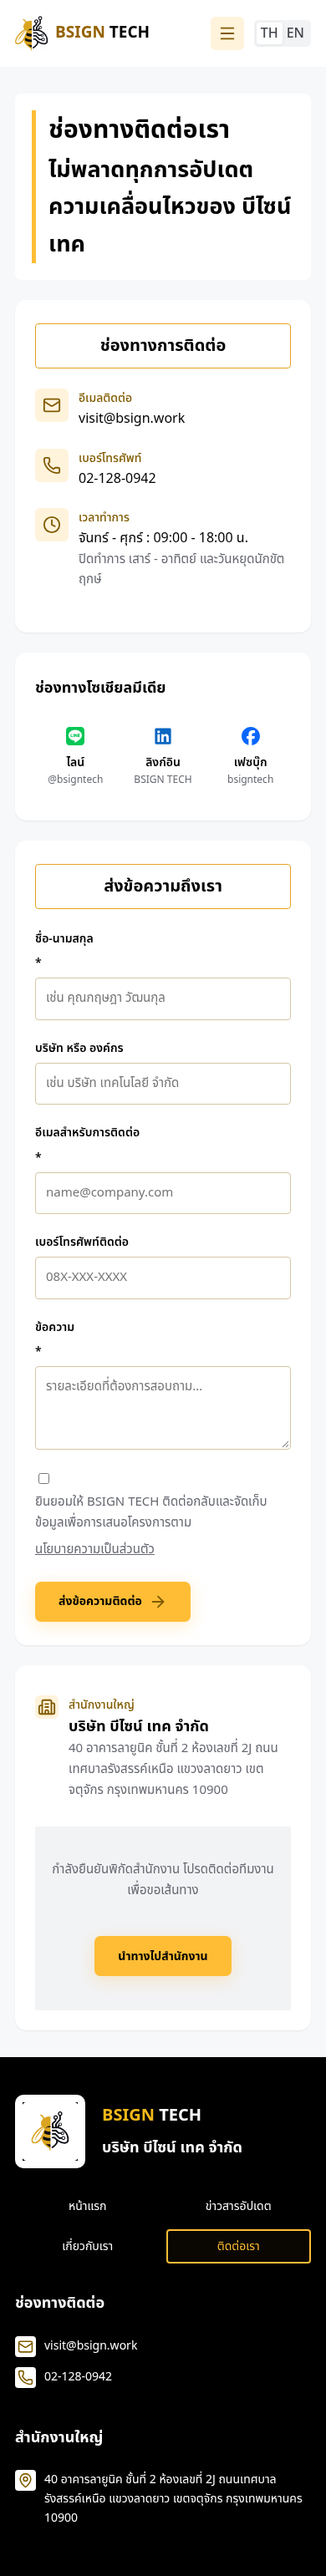 BSIGN TECH
TH EN
ช่องทางติดต่อเรา
ไม่พลาดทุกการอัปเดต
ความเคลื่อนไหวของ บีไซน์
เทค
ช่องทางการติดต่อ
อีเมลติดต่อ
visit@bsign.work
เบอร์โทรศัพท์
02-128-0942
เวลาทำการ
จันทร์ - ศุกร์ : 09:00 - 18:00 น.
ปิดทำการ เสาร์ - อาทิตย์ และวันหยุดนักขัต
ฤกษ์
ช่องทางโซเชียลมีเดีย
ไลน์
@bsigntech
ลิงก์อิน
BSIGN TECH
เฟซบุ๊ก
bsigntech
ส่งข้อความถึงเรา
ชื่อ-นามสกุล
*
เช่น คุณกฤษฎา วัฒนกุล
บริษัท หรือ องค์กร
เช่น บริษัท เทคโนโลยี จำกัด
อีเมลสำหรับการติดต่อ
*
name@company.com
เบอร์โทรศัพท์ติดต่อ
08X-XXX-XXXX
ข้อความ
*
รายละเอียดที่ต้องการสอบถาม...
ยินยอมให้ BSIGN TECH ติดต่อกลับและจัดเก็บ
ข้อมูลเพื่อการเสนอโครงการตาม
นโยบายความเป็นส่วนตัว
ส่งข้อความติดต่อ
สำนักงานใหญ่
บริษัท บีไซน์ เทค จำกัด
40 อาคารลายูนิค ชั้นที่ 2 ห้องเลขที่ 2J ถนน
เทศบาลรังสรรค์เหนือ แขวงลาดยาว เขต
จตุจักร กรุงเทพมหานคร 10900
กำลังยืนยันพิกัดสำนักงาน โปรดติดต่อทีมงาน
เพื่อขอเส้นทาง
นำทางไปสำนักงาน
BSIGN TECH
บริษัท บีไซน์ เทค จำกัด
หน้าแรก
ข่าวสารอัปเดต
เกี่ยวกับเรา
ติดต่อเรา
ช่องทางติดต่อ
visit@bsign.work
02-128-0942
สำนักงานใหญ่
40 อาคารลายูนิค ชั้นที่ 2 ห้องเลขที่ 2J ถนนเทศบาล
รังสรรค์เหนือ แขวงลาดยาว เขตจตุจักร กรุงเทพมหานคร
10900